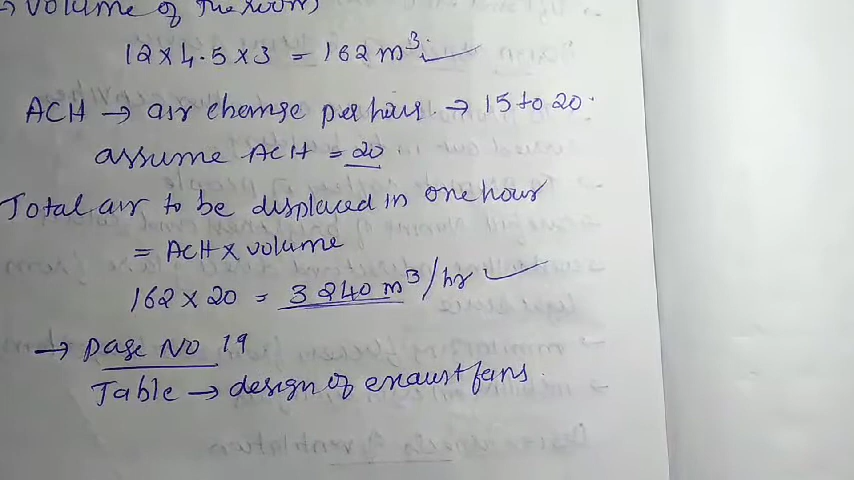 → volume of the room)
12 x 4.5 x 3 = 162 m³.
ACH → air change per hour → 15 to 20.
assume ACH = 20
Total air to be displaced in one hour
= ACH x volume
162 x 20 = 3240 m³/hr
→ Page No 19
Table → design of exaust fans.